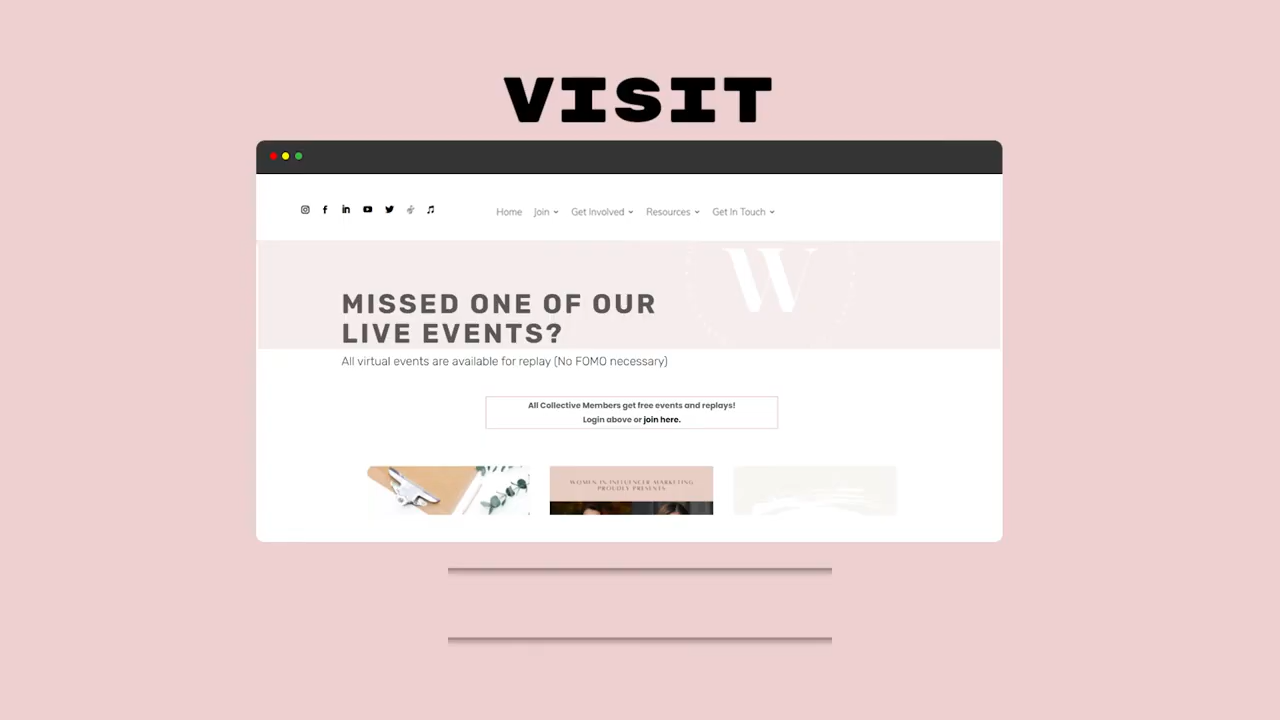 VISIT
Home Join Get Involved Resources Get In Touch
W
MISSED ONE OF OUR
LIVE EVENTS?
All virtual events are available for replay (No FOMO necessary)
All Collective Members get free events and replays!
Login above or join here.
WOMEN IN INFLUENCER MARKETING
PROUDLY PRESENTS